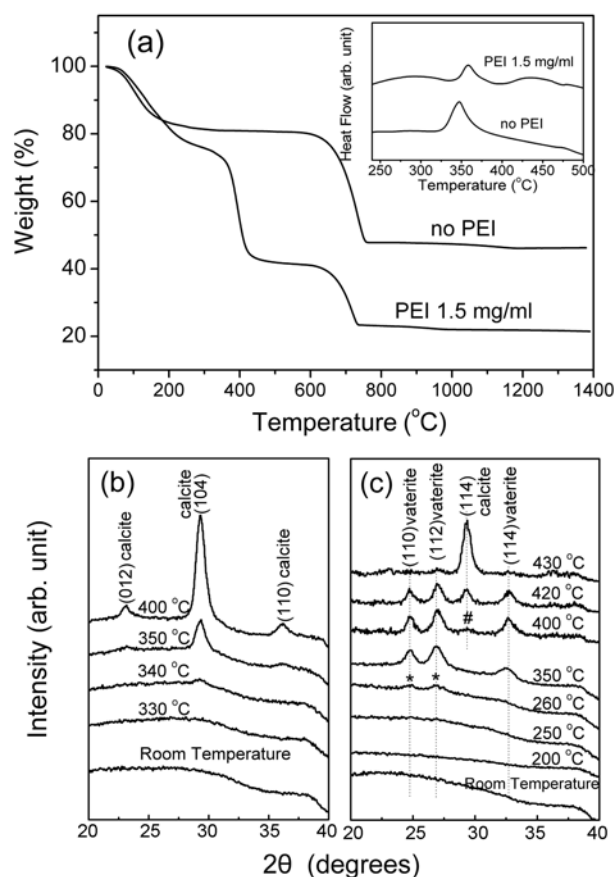 (a)
Weight (%)
100
80
60
40
20
0 200 400 600 800 1000 1200 1400
Temperature (°C)
no PEI
PEI 1.5 mg/ml
Heat Flow (arb. unit)
PEI 1.5 mg/ml
no PEI
250 300 350 400 450 500
Temperature (°C)
Intensity (arb. unit)
(b)
(012) calcite
calcite
(104)
(110) calcite
400 °C
350 °C
340 °C
330 °C
Room Temperature
20 25 30 35 40
(c)
(110) vaterite
(112) vaterite
(114)
calcite
(114) vaterite
430 °C
420 °C
#
400 °C
350 °C
* *
260 °C
250 °C
200 °C
Room Temperature
20 25 30 35 40
2θ (degrees)